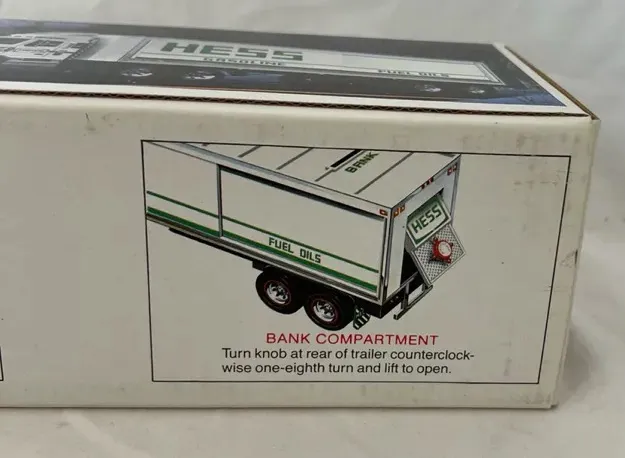 HESS
GASOLINE
FUEL OILS
BANK
HESS
FUEL OILS
BANK COMPARTMENT
Turn knob at rear of trailer counterclock-
wise one-eighth turn and lift to open.